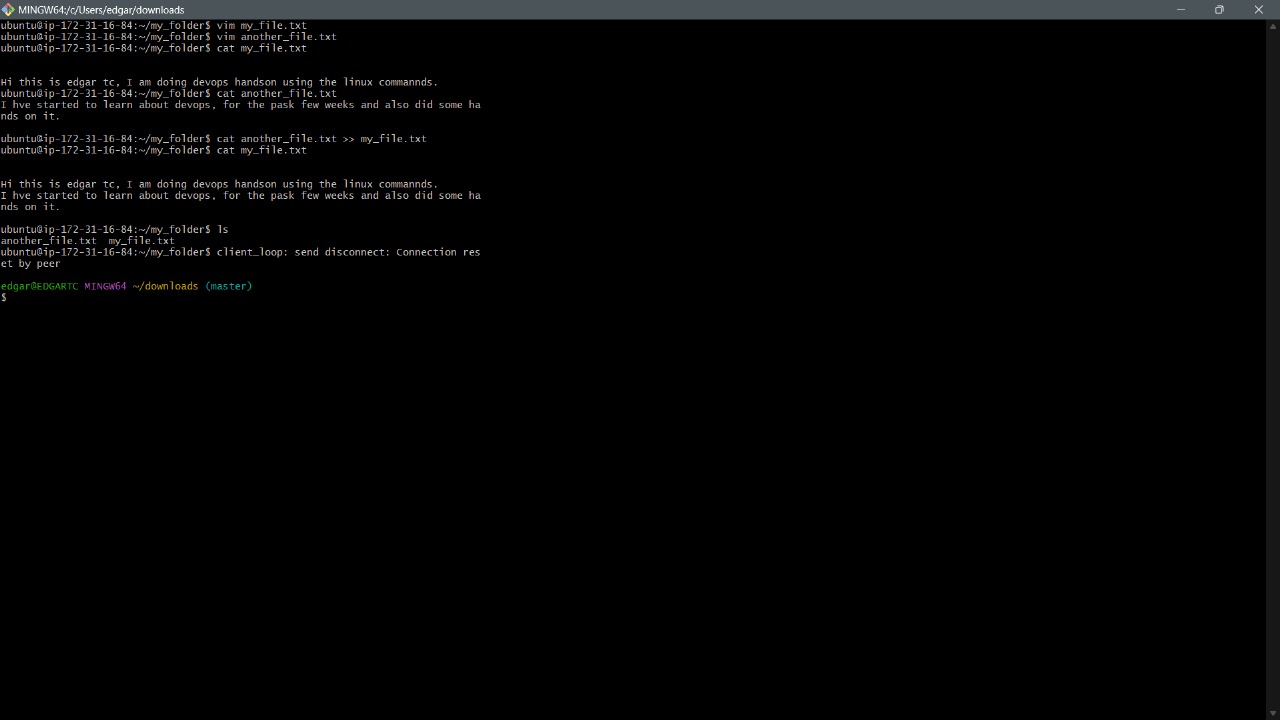 MINGW64:/c/Users/edgar/downloads
ubuntu@ip-172-31-16-84:~/my_folder$ vim my_file.txt
ubuntu@ip-172-31-16-84:~/my_folder$ vim another_file.txt
ubuntu@ip-172-31-16-84:~/my_folder$ cat my_file.txt
Hi this is edgar tc, I am doing devops handson using the linux commannds.
ubuntu@ip-172-31-16-84:~/my_folder$ cat another_file.txt
I hve started to learn about devops, for the pask few weeks and also did some ha
nds on it.
ubuntu@ip-172-31-16-84:~/my_folder$ cat another_file.txt >> my_file.txt
ubuntu@ip-172-31-16-84:~/my_folder$ cat my_file.txt
Hi this is edgar tc, I am doing devops handson using the linux commannds.
I hve started to learn about devops, for the pask few weeks and also did some ha
nds on it.
ubuntu@ip-172-31-16-84:~/my_folder$ ls
another_file.txt  my_file.txt
ubuntu@ip-172-31-16-84:~/my_folder$ client_loop: send disconnect: Connection res
et by peer
edgar@EDGARTC MINGW64 ~/downloads (master)
$